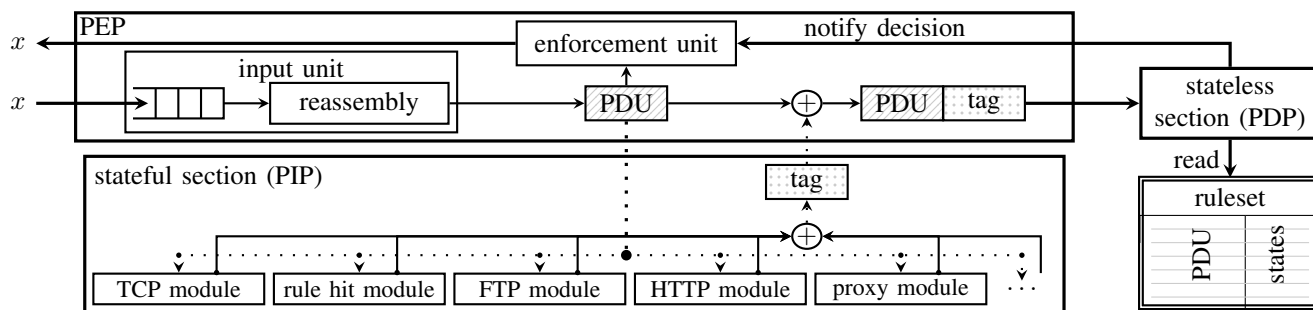 PEP
x
enforcement unit
notify decision
input unit
x
reassembly
PDU
+
PDU
tag
stateless
section (PDP)
read
stateful section (PIP)
tag
+
ruleset
PDU
states
TCP module
rule hit module
FTP module
HTTP module
proxy module
...